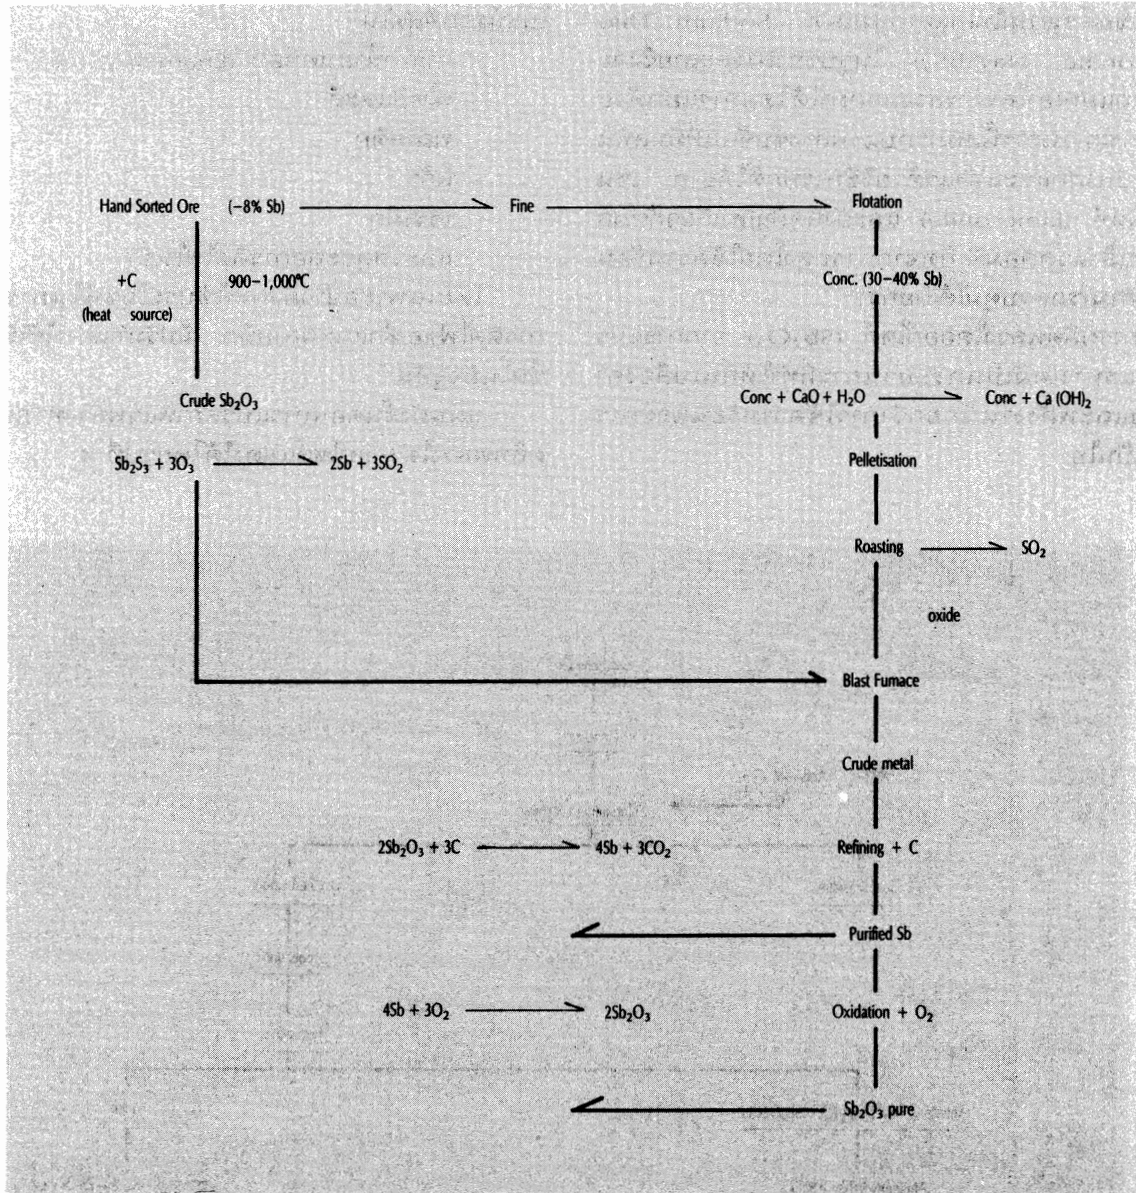 Hand Sorted Ore (-8% Sb) Fine Flotation
+C 900-1,000°C Conc. (30-40% Sb)
(heat source)
Crude Sb₂O₃ Conc + CaO + H₂O Conc + Ca (OH)₂
Sb₂S₃ + 3O₃ 2Sb + 3SO₂ Pelletisation
Roasting SO₂
oxide
Blast Furnace
Crude metal
2Sb₂O₃ + 3C 4Sb + 3CO₂ Refining + C
Purified Sb
4Sb + 3O₂ 2Sb₂O₃ Oxidation + O₂
Sb₂O₃ pure